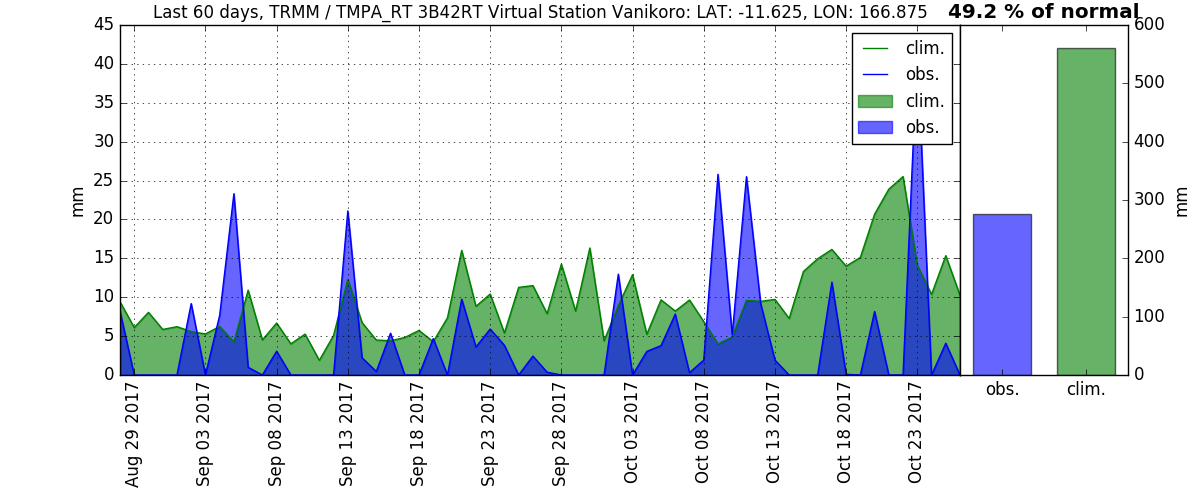 Last 60 days, TRMM / TMPA_RT 3B42RT Virtual Station Vanikoro: LAT: -11.625, LON: 166.875
49.2 % of normal
mm
45
40
35
30
25
20
15
10
5
0
clim.
obs.
clim.
obs.
Aug 29 2017
Sep 03 2017
Sep 08 2017
Sep 13 2017
Sep 18 2017
Sep 23 2017
Sep 28 2017
Oct 03 2017
Oct 08 2017
Oct 13 2017
Oct 18 2017
Oct 23 2017
600
500
400
300
200
100
0
mm
obs.
clim.